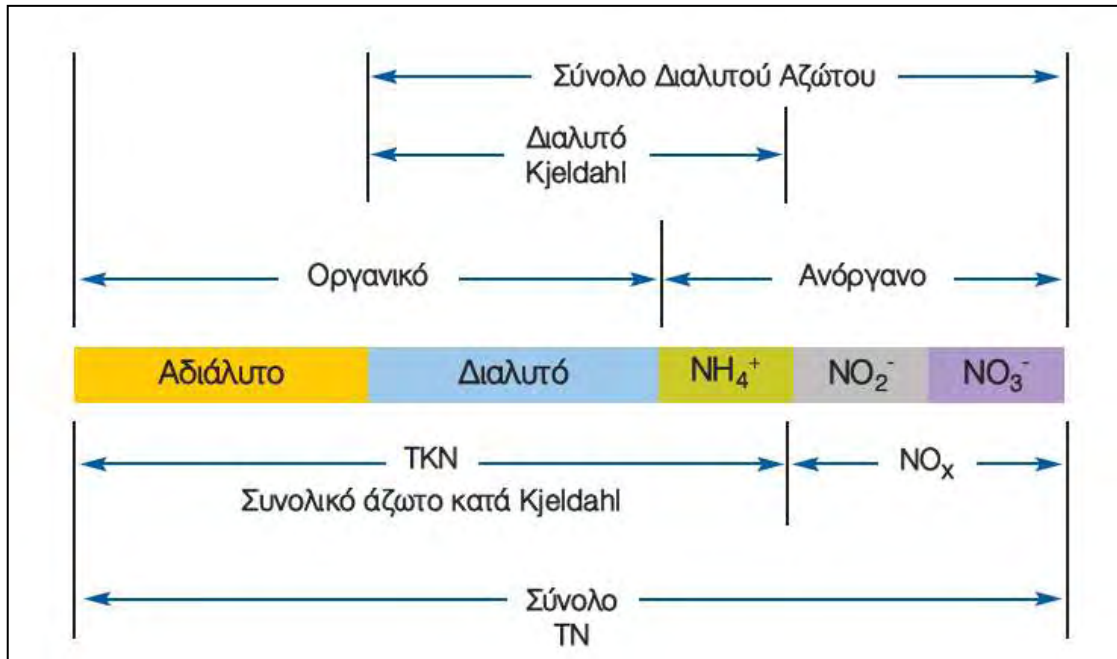 Σύνολο Διαλυτού Αζώτου
Διαλυτό
Kjeldahl
Οργανικό
Ανόργανο
Αδιάλυτο
Διαλυτό
NH₄⁺
NO₂⁻
NO₃⁻
TKN
NOₓ
Συνολικό άζωτο κατά Kjeldahl
Σύνολο
TN